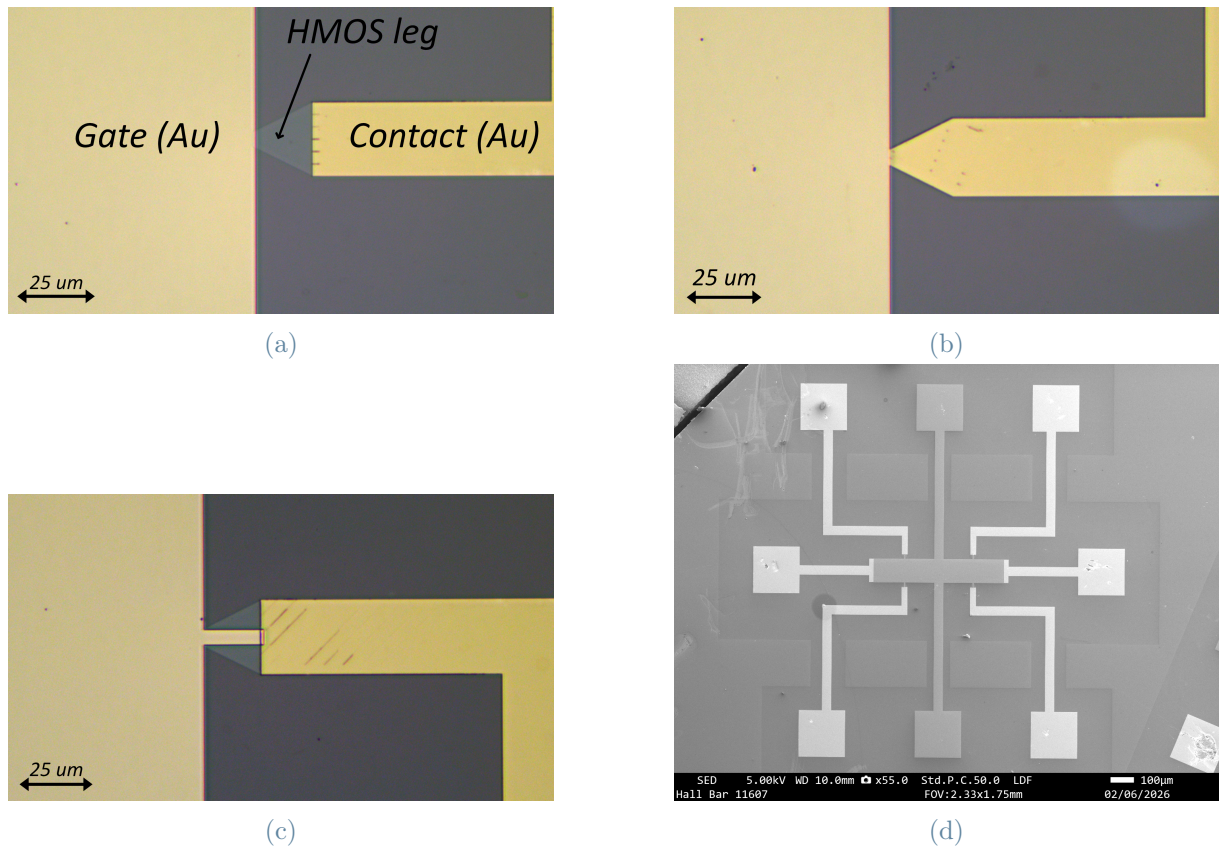 HMOS leg
Gate (Au)
Contact (Au)
25 um
(a)
25 um
(b)
25 um
(c)
SED 5.00kV WD 10.0mm x55.0 Std.P.C.50.0 LDF 100µm
Hall Bar 11607 FOV:2.33x1.75mm 02/06/2026
(d)